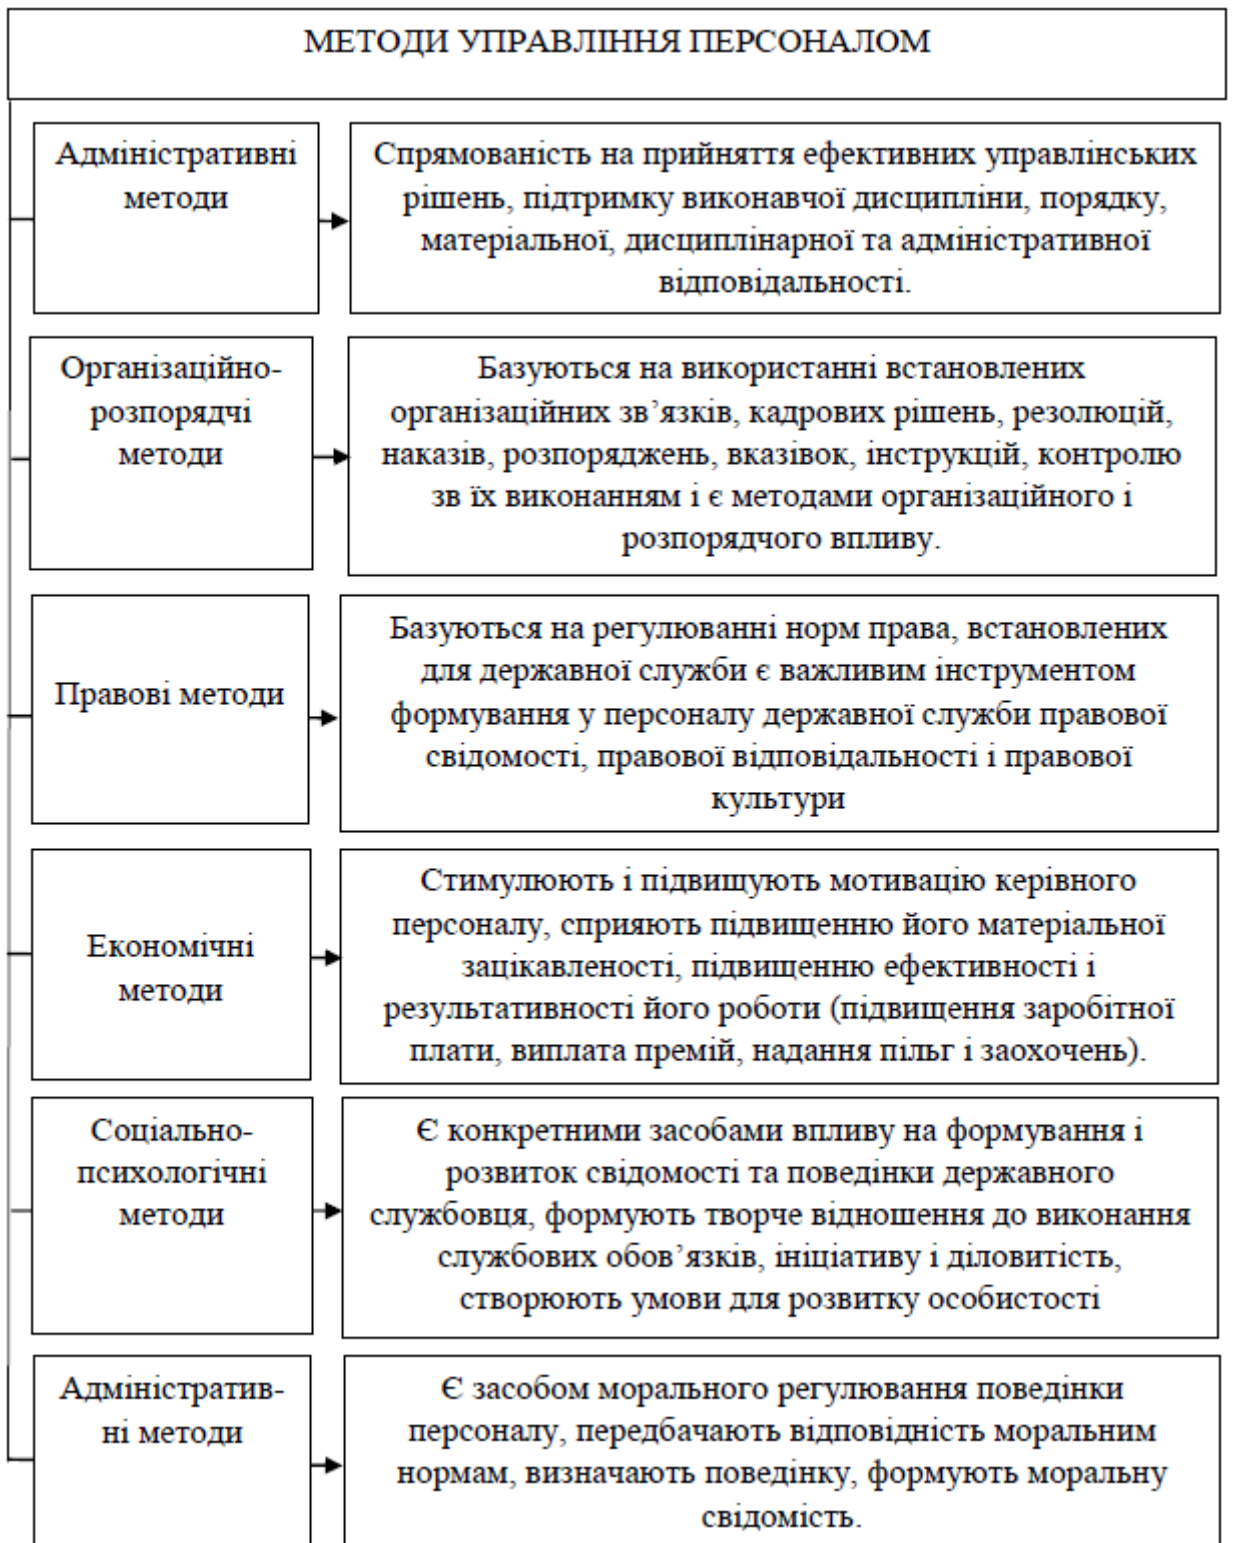 МЕТОДИ УПРАВЛІННЯ ПЕРСОНАЛОМ
Адміністративні
методи
Спрямованість на прийняття ефективних управлінських
рішень, підтримку виконавчої дисципліни, порядку,
матеріальної, дисциплінарної та адміністративної
відповідальності.
Організаційно-
розпорядчі
методи
Базуються на використанні встановлених
організаційних зв’язків, кадрових рішень, резолюцій,
наказів, розпоряджень, вказівок, інструкцій, контролю
зв їх виконанням і є методами організаційного і
розпорядчого впливу.
Правові методи
Базуються на регулюванні норм права, встановлених
для державної служби є важливим інструментом
формування у персоналу державної служби правової
свідомості, правової відповідальності і правової
культури
Економічні
методи
Стимулюють і підвищують мотивацію керівного
персоналу, сприяють підвищенню його матеріальної
зацікавленості, підвищенню ефективності і
результативності його роботи (підвищення заробітної
плати, виплата премій, надання пільг і заохочень).
Соціально-
психологічні
методи
Є конкретними засобами впливу на формування і
розвиток свідомості та поведінки державного
службовця, формують творче відношення до виконання
службових обов’язків, ініціативу і діловитість,
створюють умови для розвитку особистості
Адміністратив-
ні методи
Є засобом морального регулювання поведінки
персоналу, передбачають відповідність моральним
нормам, визначають поведінку, формують моральну
свідомість.